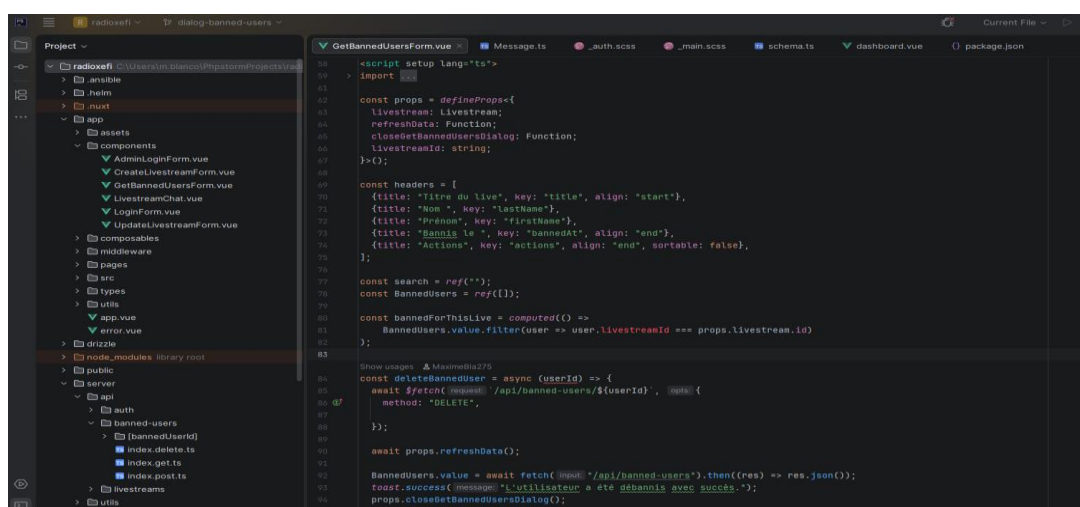 radioxefi
dialog-banned-users
Current File
Project
GetBannedUsersForm.vue
Message.ts
_auth.scss
_main.scss
schema.ts
dashboard.vue
package.json
radioxefi C:\Users\m.blanco\PhpstormProjects\radi
.ansible
.helm
.nuxt
app
assets
components
AdminLoginForm.vue
CreateLivestreamForm.vue
GetBannedUsersForm.vue
LivestreamChat.vue
LoginForm.vue
UpdateLivestreamForm.vue
composables
middleware
pages
src
types
utils
app.vue
error.vue
drizzle
node_modules library root
public
server
api
auth
banned-users
[bannedUserId]
index.delete.ts
index.get.ts
index.post.ts
livestreams
utils
58 <script setup lang="ts">
59 > import ...
61
62 const props = defineProps<{
63 livestream: Livestream;
64 refreshData: Function;
65 closeGetBannedUsersDialog: Function;
66 livestreamId: string;
67 }>();
68
69 const headers = [
70 {title: "Titre du live", key: "title", align: "start"},
71 {title: "Nom ", key: "lastName"},
72 {title: "Prénom", key: "firstName"},
73 {title: "Bannis le ", key: "bannedAt", align: "end"},
74 {title: "Actions", key: "actions", align: "end", sortable: false},
75 ];
76
77 const search = ref("");
78 const BannedUsers = ref([]);
79
80 const bannedForThisLive = computed(() =>
81 BannedUsers.value.filter(user => user.livestreamId === props.livestream.id)
82 );
83
Show usages MaximeBla275
84 const deleteBannedUser = async (userId) => {
85 await $fetch( request: `/api/banned-users/${userId}`, opts: {
86 method: "DELETE",
87
88 });
89
90 await props.refreshData();
91
92 BannedUsers.value = await fetch( input: "/api/banned-users").then((res) => res.json());
93 toast.success( message: "L'utilisateur a été débannis avec succès.");
94 props.closeGetBannedUsersDialog();